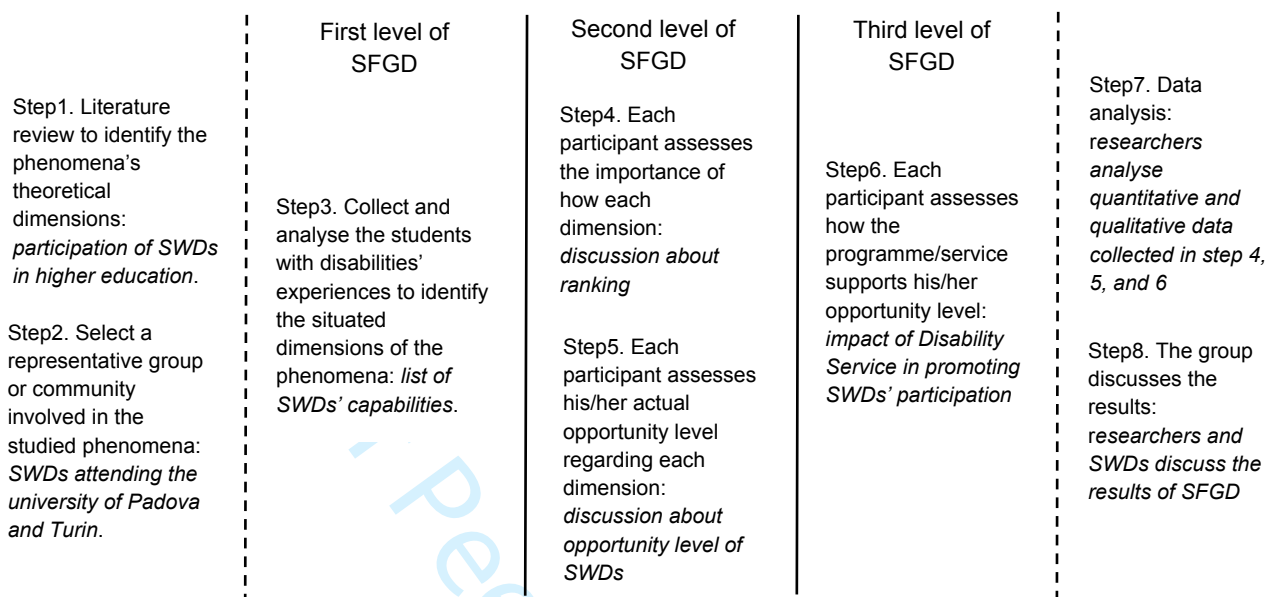 Step1. Literature
review to identify the
phenomena’s
theoretical
dimensions:
participation of SWDs
in higher education.
Step2. Select a
representative group
or community
involved in the
studied phenomena:
SWDs attending the
university of Padova
and Turin.
First level of
SFGD
Step3. Collect and
analyse the students
with disabilities’
experiences to identify
the situated
dimensions of the
phenomena: list of
SWDs’ capabilities.
Second level of
SFGD
Step4. Each
participant assesses
the importance of
how each
dimension:
discussion about
ranking
Step5. Each
participant assesses
his/her actual
opportunity level
regarding each
dimension:
discussion about
opportunity level of
SWDs
Third level of
SFGD
Step6. Each
participant assesses
how the
programme/service
supports his/her
opportunity level:
impact of Disability
Service in promoting
SWDs’ participation
Step7. Data
analysis:
researchers
analyse
quantitative and
qualitative data
collected in step 4,
5, and 6
Step8. The group
discusses the
results:
researchers and
SWDs discuss the
results of SFGD